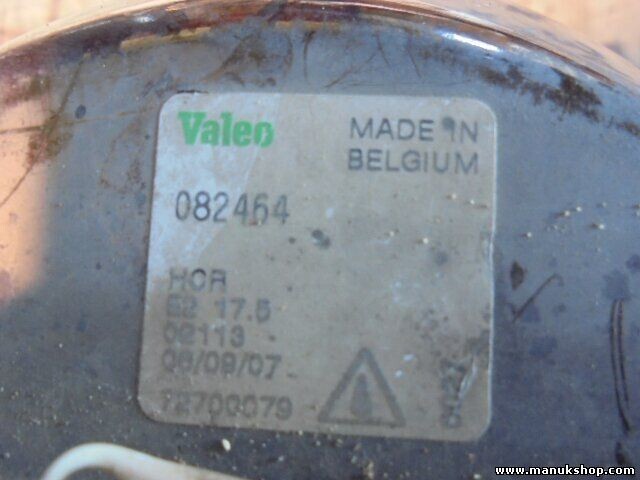 Valeo
MADE IN
BELGIUM
082464
HCR
E2 17.5
02113
06/09/07
72700079
www.manukshop.com